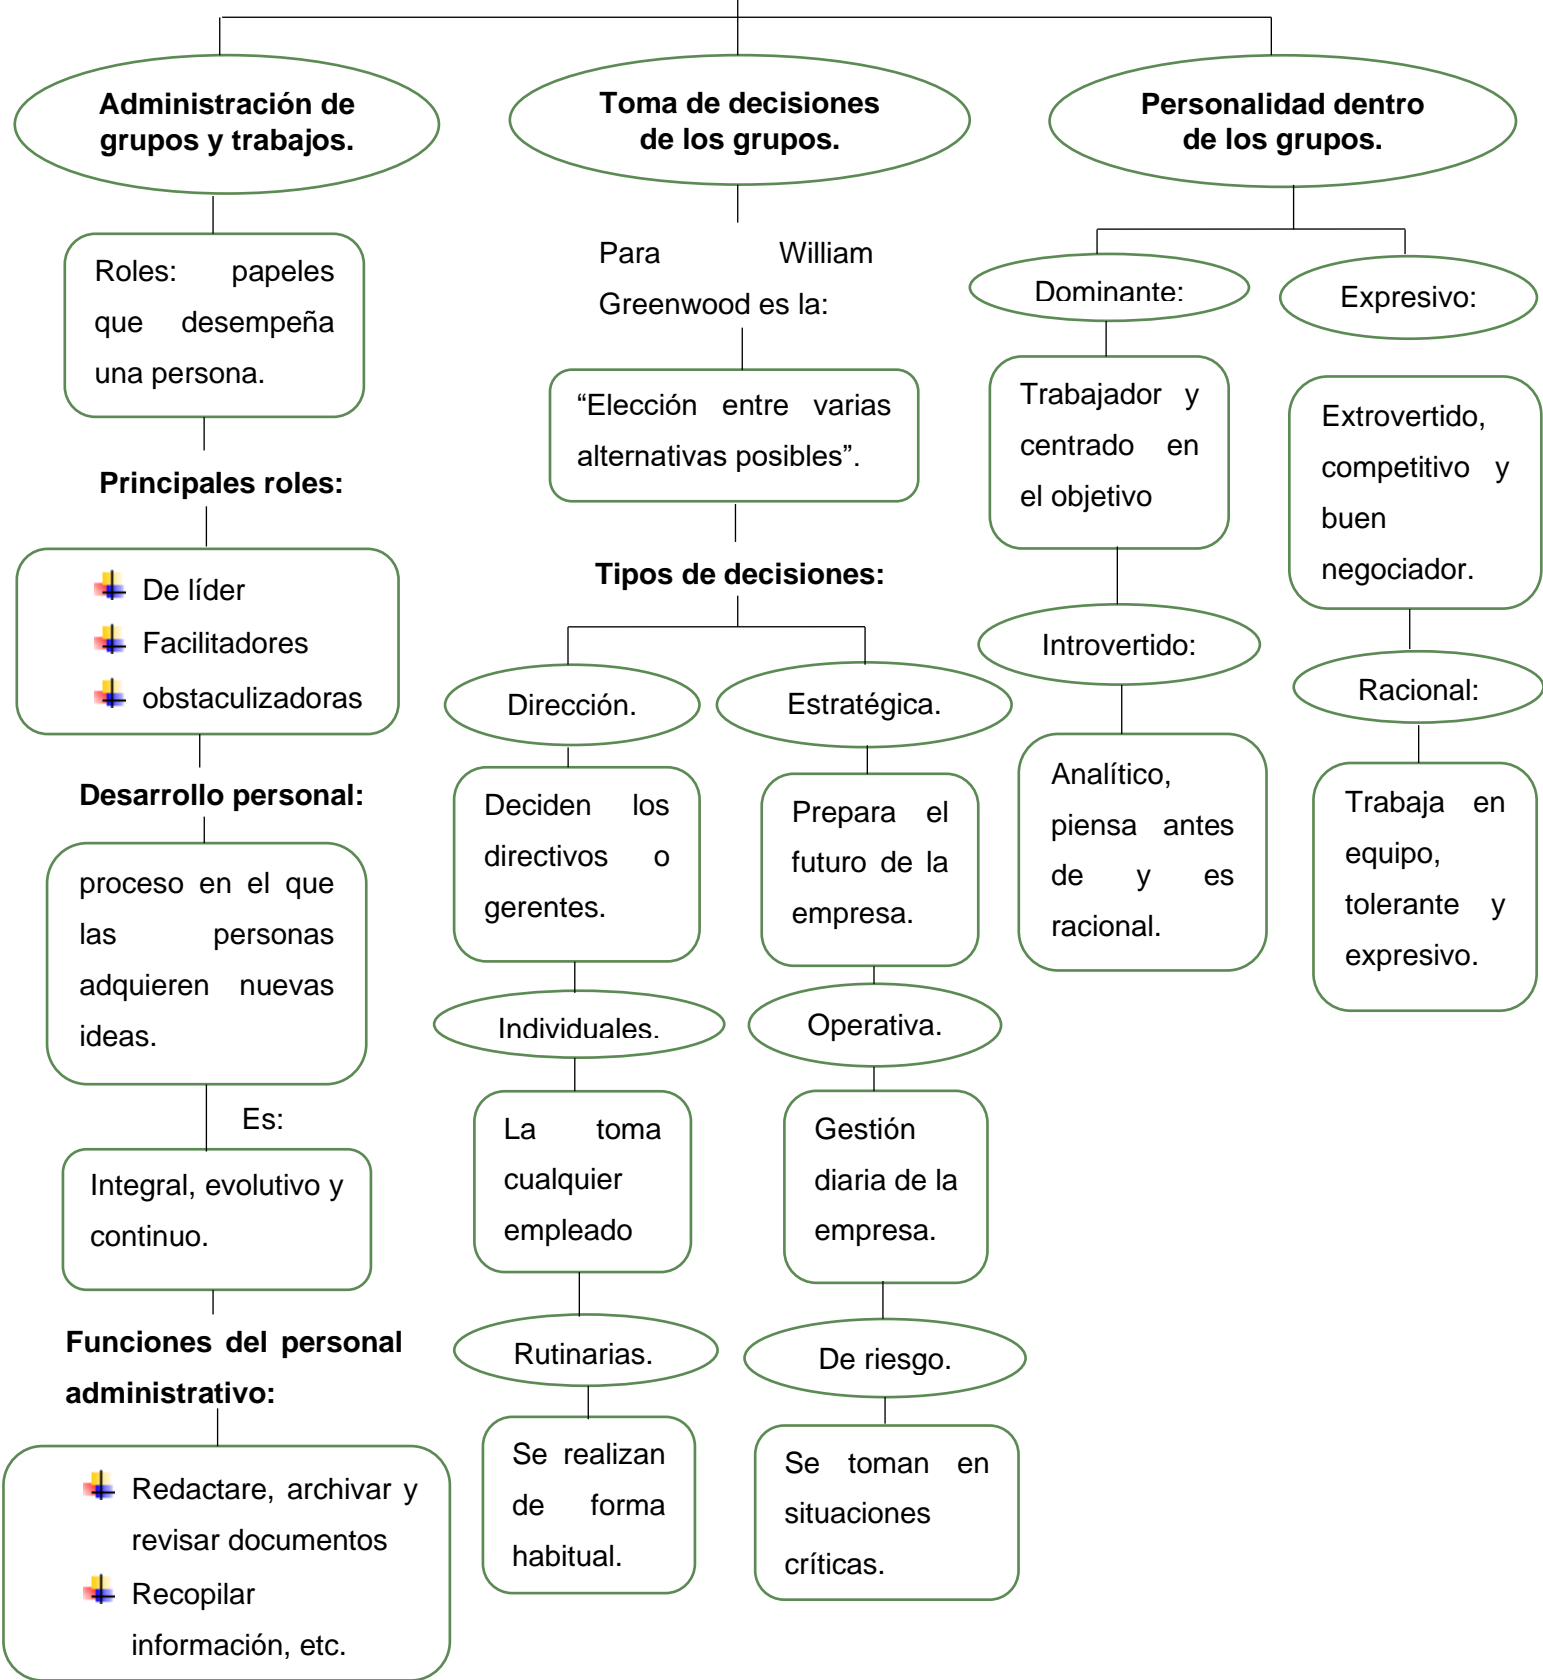 Administración de
grupos y trabajos.
Roles: papeles
que desempeña
una persona.
Principales roles:
De líder
Facilitadores
obstaculizadoras
Desarrollo personal:
proceso en el que
las personas
adquieren nuevas
ideas.
Es:
Integral, evolutivo y
continuo.
Funciones del personal
administrativo:
Redactare, archivar y
revisar documentos
Recopilar
información, etc.
Toma de decisiones
de los grupos.
Para William
Greenwood es la:
“Elección entre varias
alternativas posibles”.
Tipos de decisiones:
Dirección.
Deciden los
directivos o
gerentes.
Individuales.
La toma
cualquier
empleado
Rutinarias.
Se realizan
de forma
habitual.
Estratégica.
Prepara el
futuro de la
empresa.
Operativa.
Gestión
diaria de la
empresa.
De riesgo.
Se toman en
situaciones
críticas.
Personalidad dentro
de los grupos.
Dominante:
Trabajador y
centrado en
el objetivo
Introvertido:
Analítico,
piensa antes
de y es
racional.
Expresivo:
Extrovertido,
competitivo y
buen
negociador.
Racional:
Trabaja en
equipo,
tolerante y
expresivo.